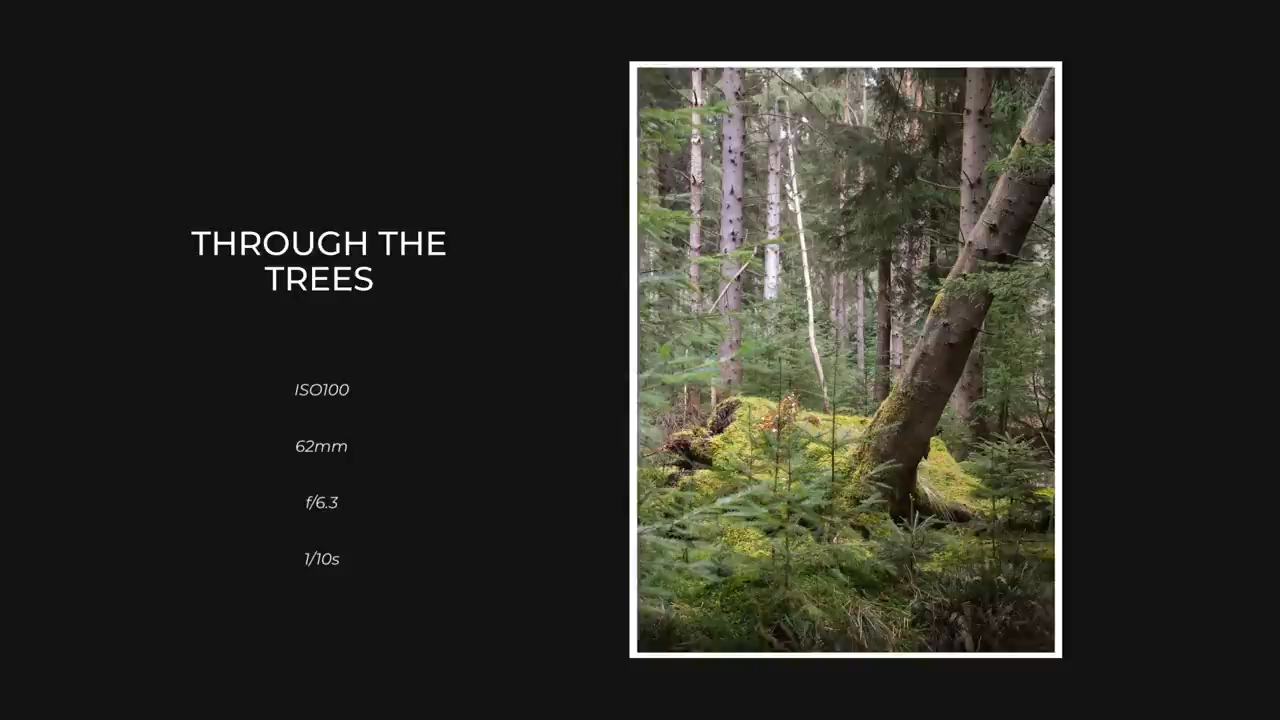 THROUGH THE
TREES
ISO100
62mm
f/6.3
1/10s